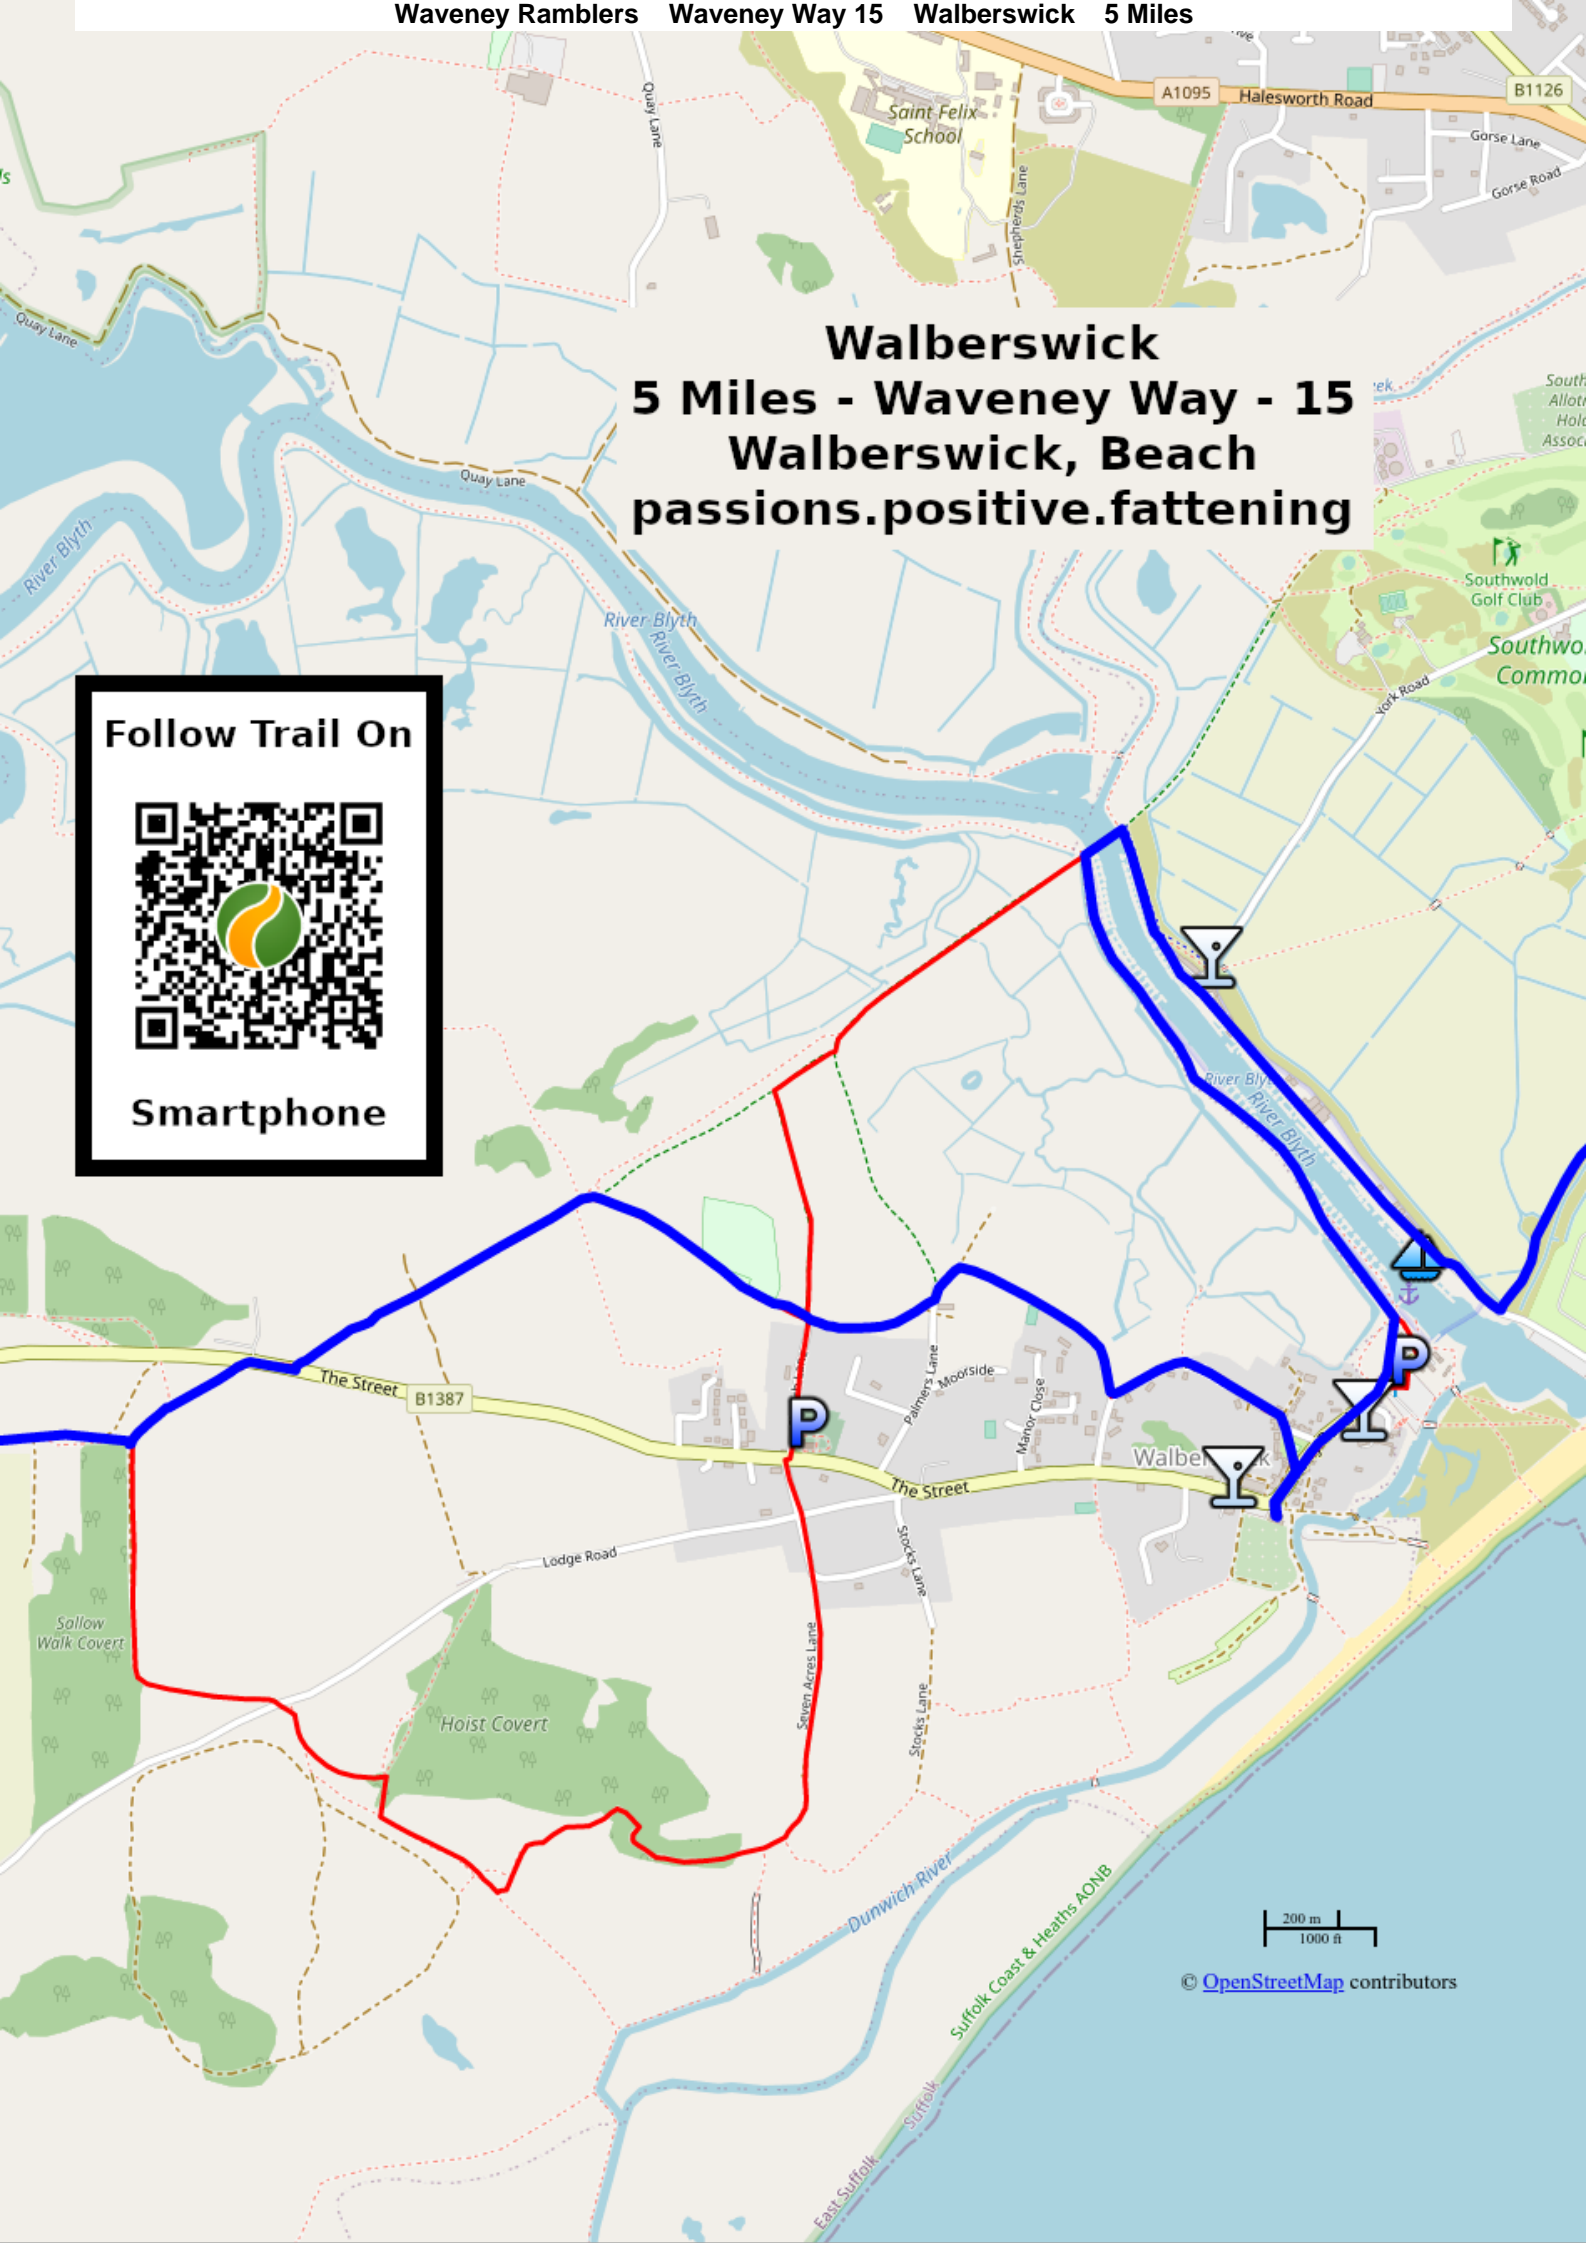 Waveney Ramblers Waveney Way 15 Walberswick 5 Miles
A1095
Halesworth Road
B1126
Quay Lane
Saint Felix
School
Gorse Lane
Gorse Road
Shepherds Lane
Quay Lane
Walberswick
5 Miles - Waveney Way - 15
Walberswick, Beach
passions.positive.fattening
Quay Lane
River Blyth
River Blyth
River Blyth
Southwold
Golf Club
York Road
Follow Trail On
Smartphone
River Blyth
The Street
B1387
Palmers Lane
Moorside
Manor Close
P
P
The Street
Lodge Road
Stocks Lane
Sallow
Walk Covert
Seven Acres Lane
Stocks Lane
Hoist Covert
Dunwich River
Suffolk Coast & Heaths AONB
200 m
1000 ft
© OpenStreetMap contributors
Suffolk
East Suffolk